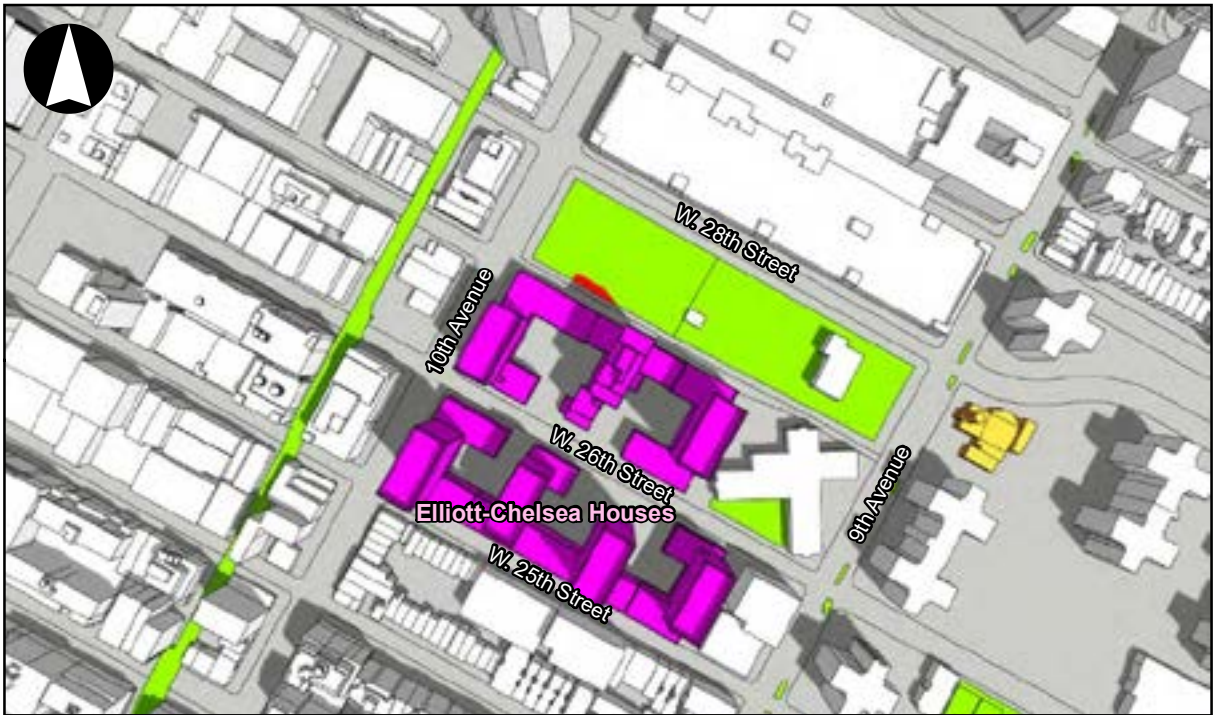 W. 28th Street
10th Avenue
W. 26th Street
9th Avenue
Elliott-Chelsea Houses
W. 25th Street